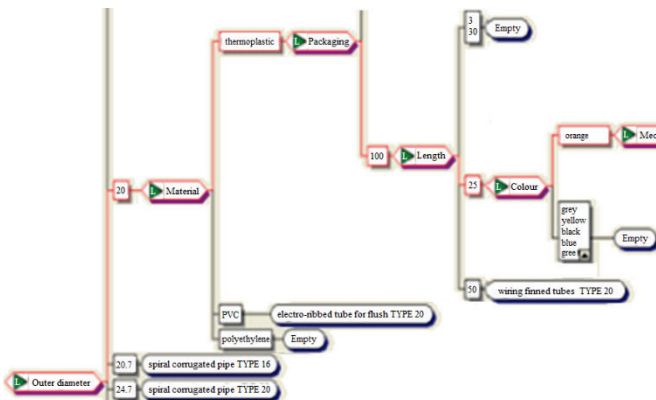 thermoplastic
L Packaging
3
30
Empty
100
L Length
orange
L
20
L Material
25
L Colour
grey
yellow
black
blue
Empty
50
wiring finned tubes TYPE 20
PVC
electro-ribbed tube for flush TYPE 20
polyethylene
Empty
20.7
spiral corrugated pipe TYPE 16
L Outer diameter
24.7
spiral corrugated pipe TYPE 20